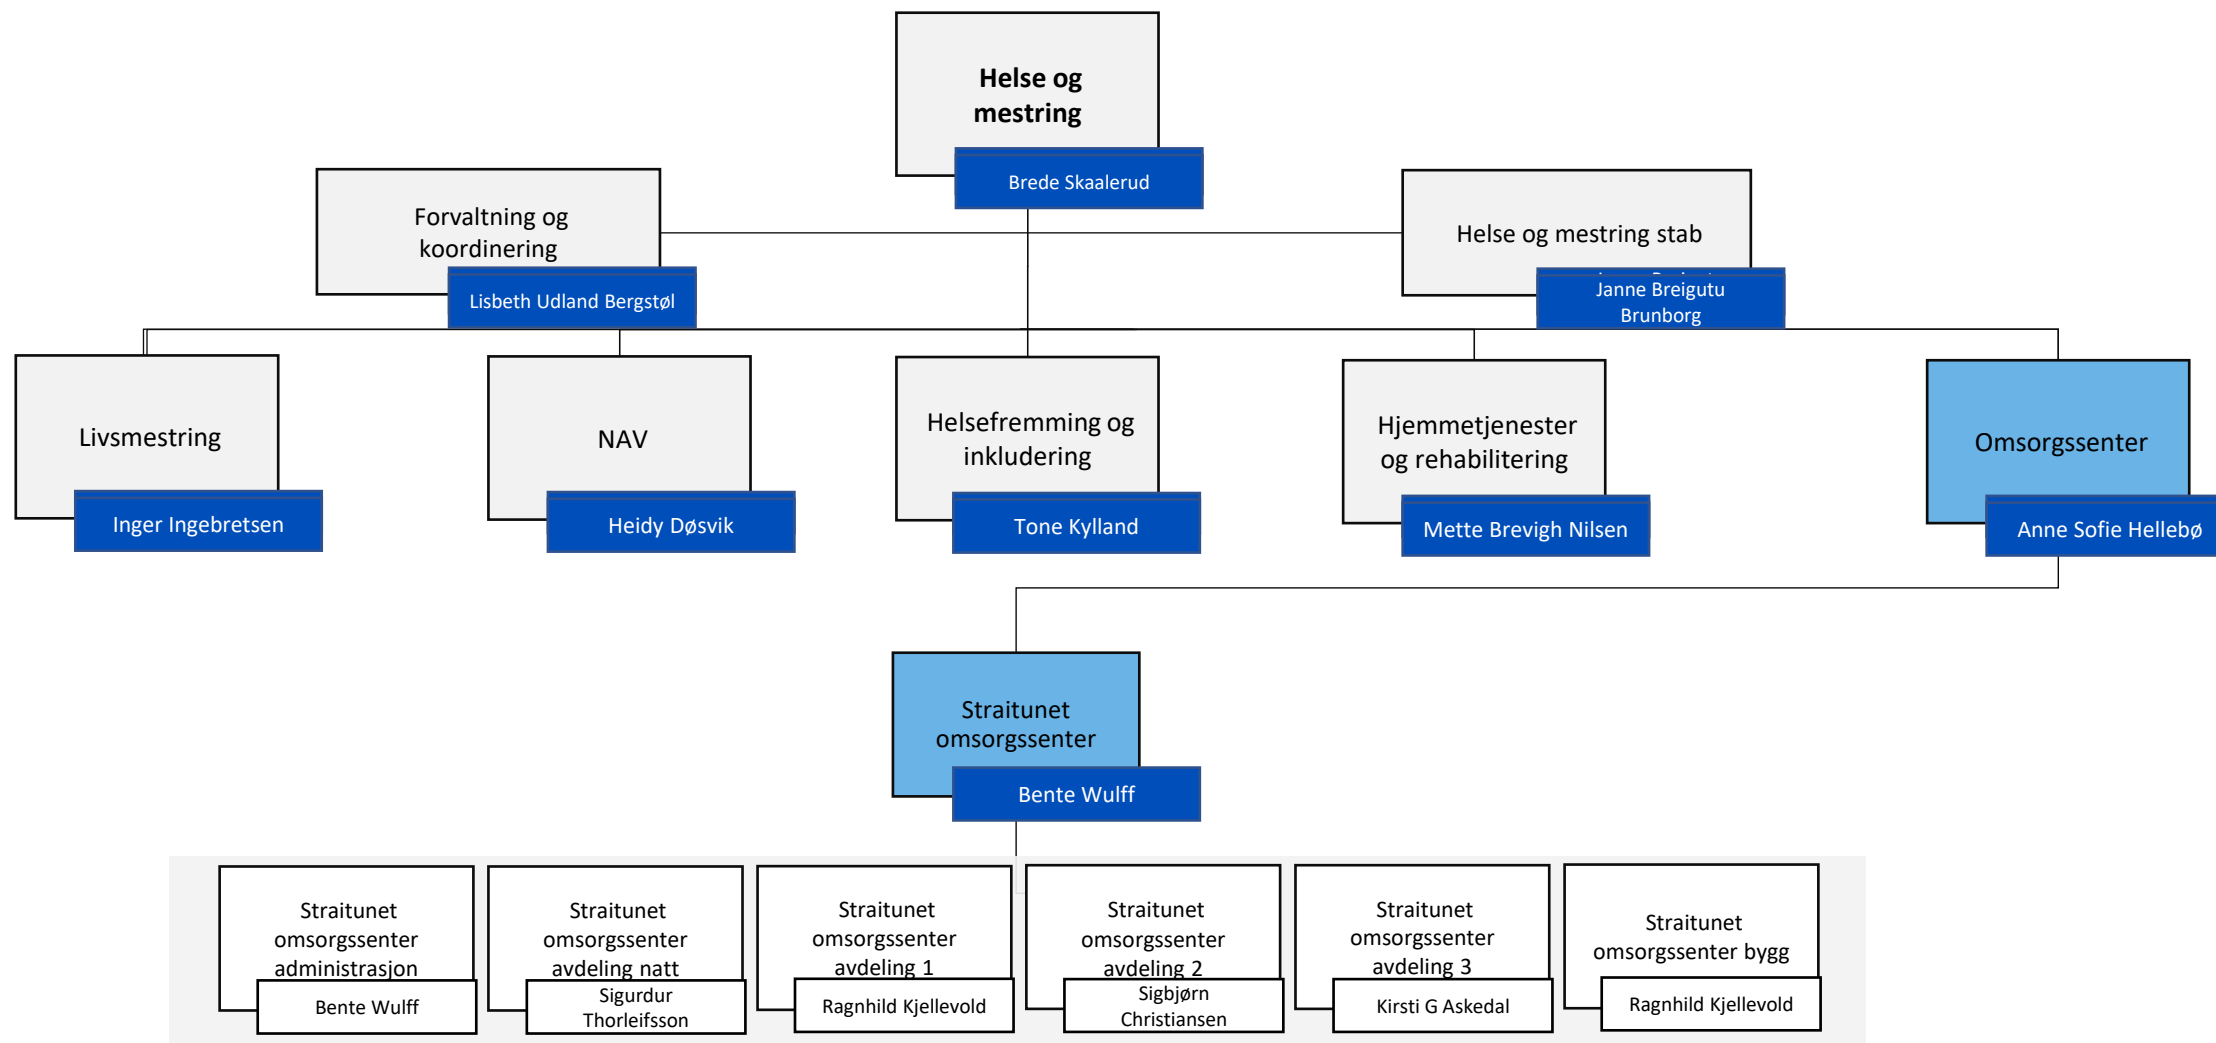 Helse og
mestring
Brede Skaalerud
Forvaltning og
koordinering
Lisbeth Udland Bergstøl
Helse og mestring stab
Janne Breigutu
Brunborg
Livsmestring
Inger Ingebretsen
NAV
Heidy Døsvik
Helsefremming og
inkludering
Tone Kylland
Hjemmetjenester
og rehabilitering
Mette Brevigh Nilsen
Omsorgssenter
Anne Sofie Hellebø
Straitunet
omsorgssenter
Bente Wulff
Straitunet
omsorgssenter
administrasjon
Bente Wulff
Straitunet
omsorgssenter
avdeling natt
Sigurdur
Thorleifsson
Straitunet
omsorgssenter
avdeling 1
Ragnhild Kjellevold
Straitunet
omsorgssenter
avdeling 2
Sigbjørn
Christiansen
Straitunet
omsorgssenter
avdeling 3
Kirsti G Askedal
Straitunet
omsorgssenter bygg
Ragnhild Kjellevold